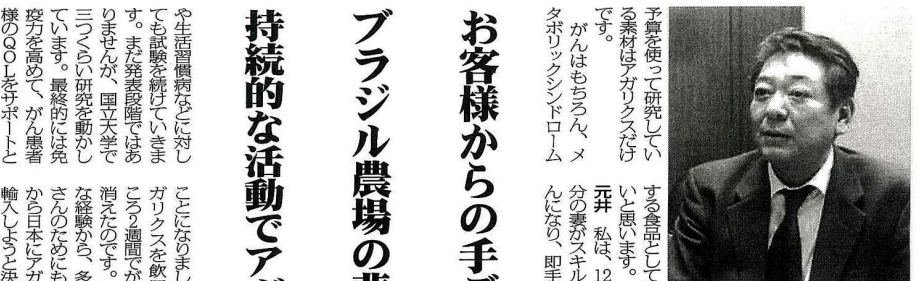 予算を使って研究してい
る素材はアガリクスだけ
です。
がんはもちろん、メ
タボリックシンドローム
お客様からの手デ
ブラジル農場の
持続的な活動でア
や生活習慣病などに対し
ても試験を続けていきま
す。まだ発表段階ではあ
りませんが、国立大学で
三つくらい研究を動かし
ています。最終的には免
疫力を高めて、がん患者
様のQOLをサポートと
する食品として
いと思います。
元井 私は、12
分の妻がスキル
んになり、即手
ことになりまし
ガリクスを飲
ころ2週間でが
消えたのです。
な経験から、多
さんのためにも
から日本にアガ
輸入しようと決